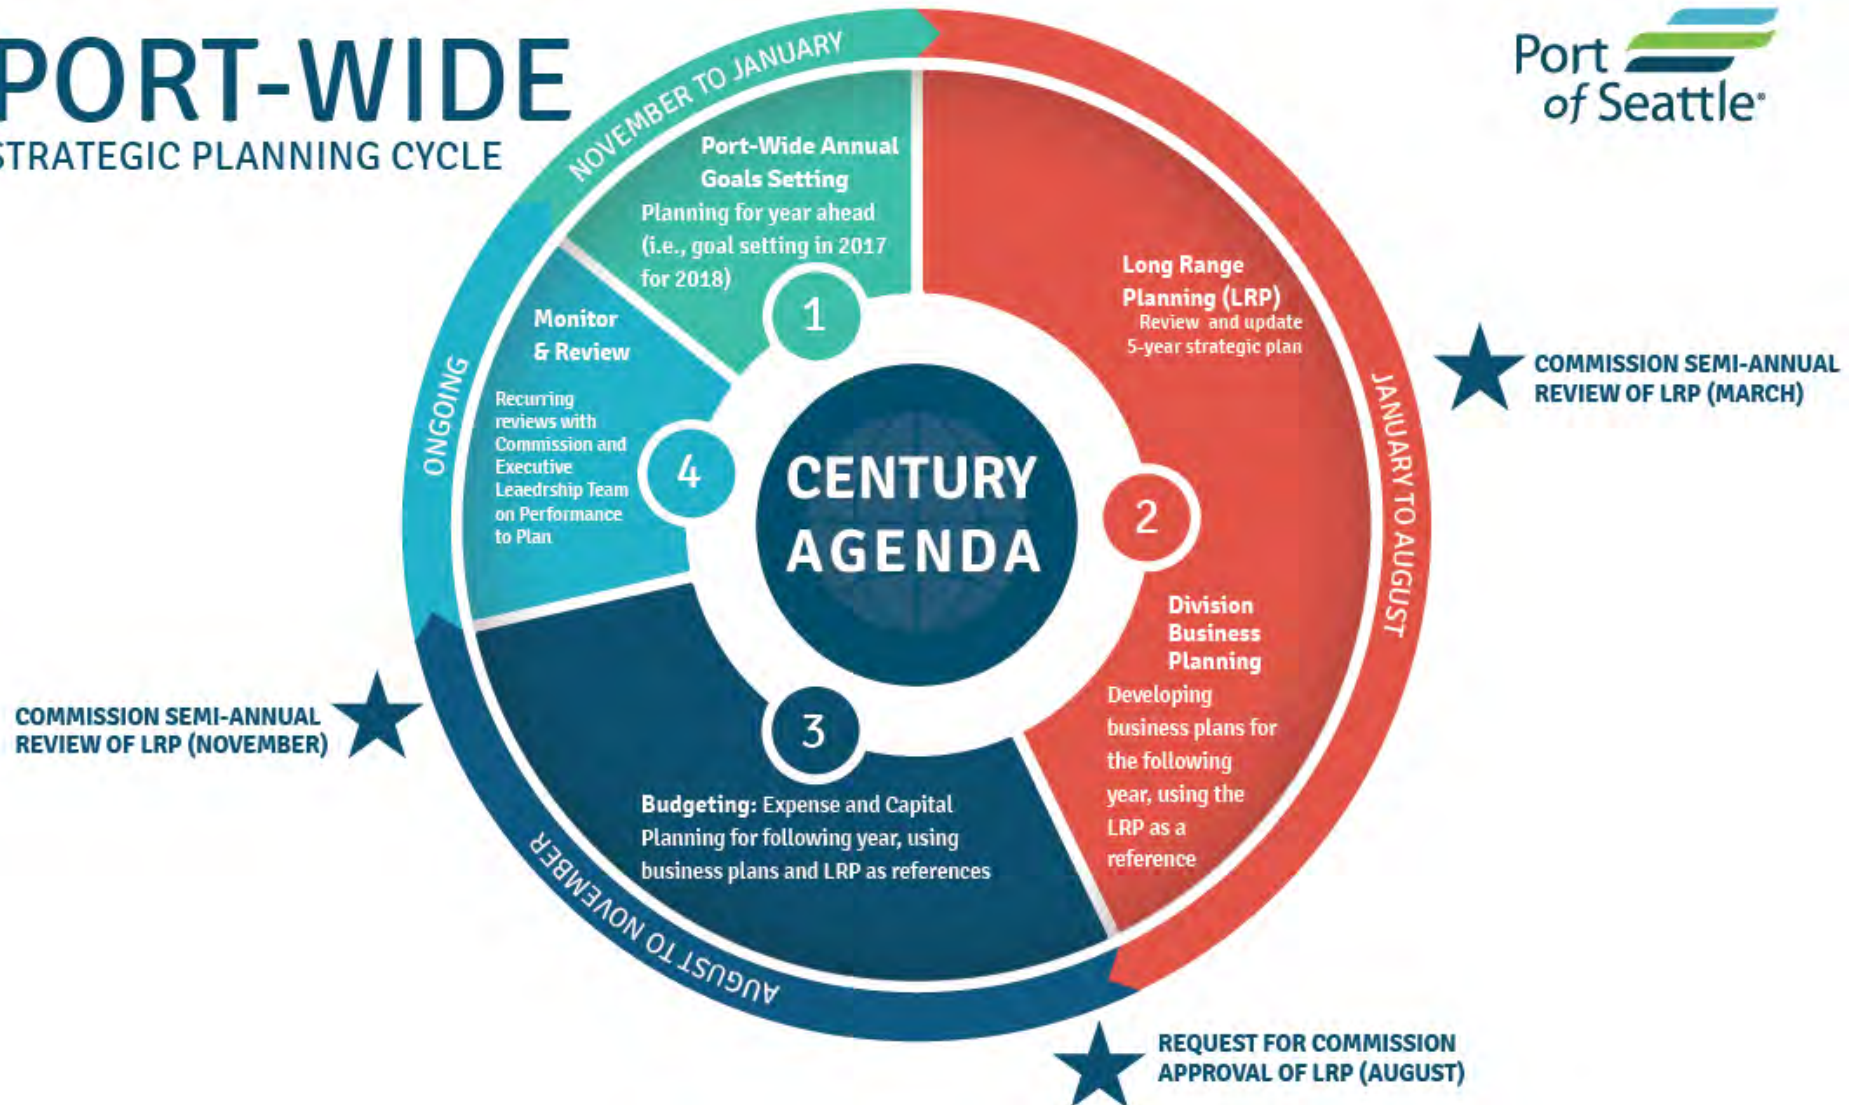 PORT-WIDE
STRATEGIC PLANNING CYCLE
Port
of Seattle
NOVEMBER TO JANUARY
Port-Wide Annual
Goals Setting
Planning for year ahead
(i.e., goal setting in 2017
for 2018)
1
JANUARY TO AUGUST
Long Range
Planning (LRP)
Review and update
5-year strategic plan
2
Division
Business
Planning
Developing
business plans for
the following
year, using the
LRP as a
reference
COMMISSION SEMI-ANNUAL
REVIEW OF LRP (MARCH)
REQUEST FOR COMMISSION
APPROVAL OF LRP (AUGUST)
AUGUST TO NOVEMBER
3
Budgeting: Expense and Capital
Planning for following year, using
business plans and LRP as references
COMMISSION SEMI-ANNUAL
REVIEW OF LRP (NOVEMBER)
ONGOING
Monitor
& Review
Recurring
reviews with
Commission and
Executive
Leaedrship Team
on Performance
to Plan
4
CENTURY
AGENDA